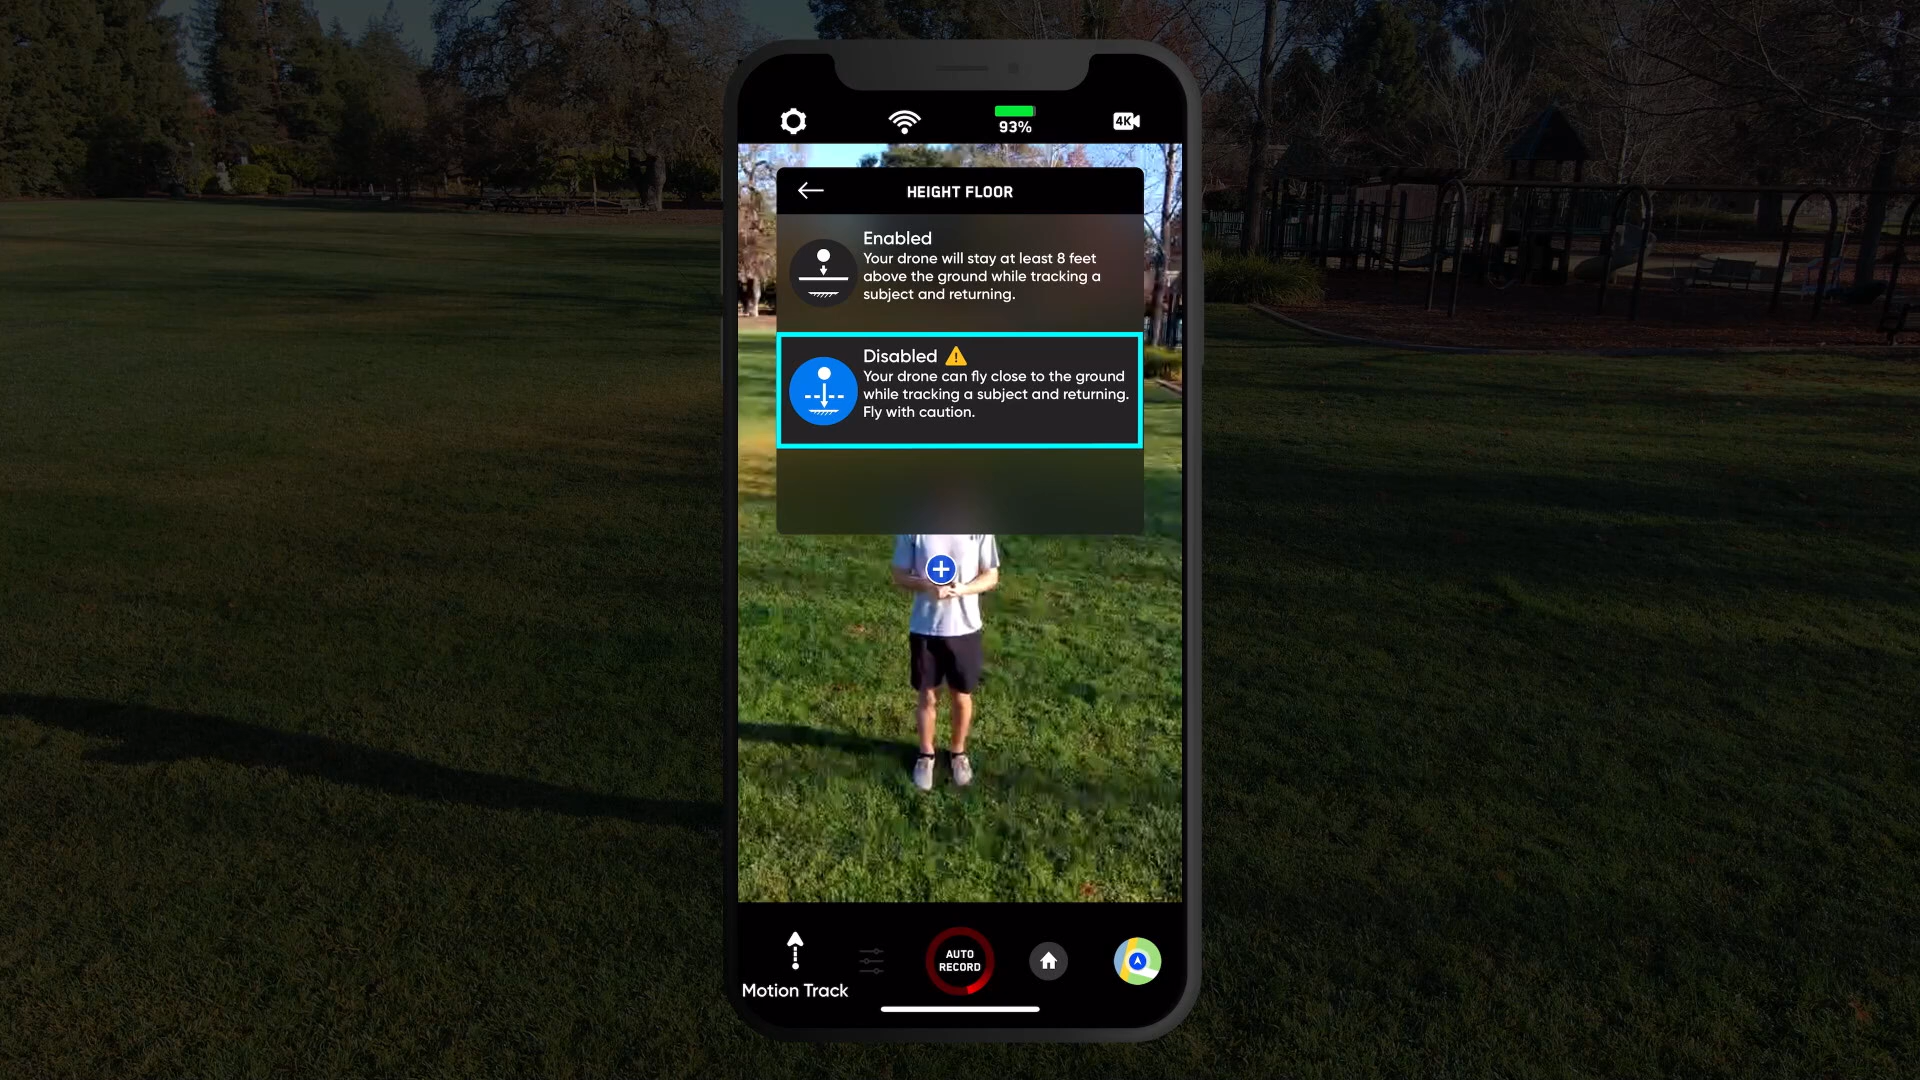 93%
4K
HEIGHT FLOOR
Enabled
Your drone will stay at least 8 feet
above the ground while tracking a
subject and returning.
Disabled
Your drone can fly close to the ground
while tracking a subject and returning.
Fly with caution.
AUTO
RECORD
Motion Track